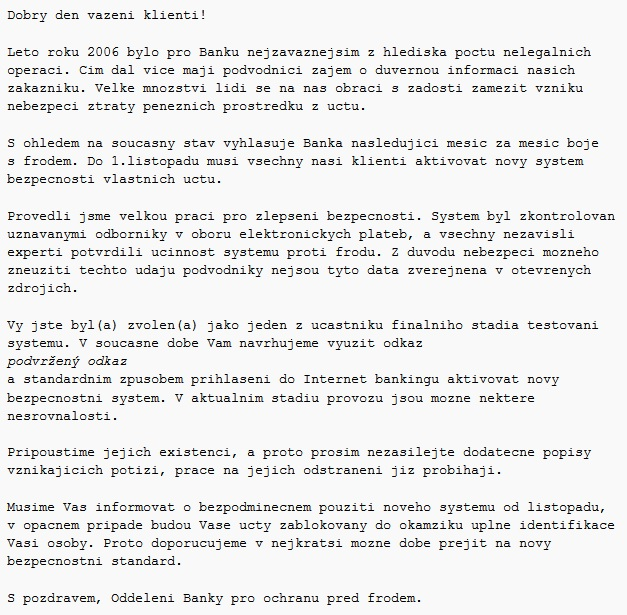 Dobry den vazeni klienti!
Leto roku 2006 bylo pro Banku nejzavaznejsim z hlediska poctu nelegalnich
operaci. Cim dal vice maji podvodnici zajem o duvernou informaci nasich
zakazniku. Velke mnozstvi lidi se na nas obraci s zadosti zamezit vzniku
nebezpeci ztraty peneznich prostredku z uctu.
S ohledem na soucasny stav vyhlasuje Banka nasledujici mesic za mesic boje
s frodem. Do 1.listopadu musi vsechny nasi klienti aktivovat novy system
bezpecnosti vlastnich uctu.
Provedli jsme velkou praci pro zlepseni bezpecnosti. System byl zkontrolovan
uznavanymi odborniky v oboru elektronickych plateb, a vsechny nezavisli
experti potvrdili ucinnost systemu proti frodu. Z duvodu nebezpeci mozneho
zneuziti techto udaju podvodniky nejsou tyto data zverejnena v otevrenych
zdrojich.
Vy jste byl(a) zvolen(a) jako jeden z ucastniku finalniho stadia testovani
systemu. V soucasne dobe Vam navrhujeme vyuzit odkaz
podvržený odkaz
a standardnim zpusobem prihlaseni do Internet bankingu aktivovat novy
bezpecnostni system. V aktualnim stadiu provozu jsou mozne nektere
nesrovnalosti.
Pripoustime jejich existenci, a proto prosim nezasilejte dodatecne popisy
vznikajicich potizi, prace na jejich odstraneni jiz probihaji.
Musime Vas informovat o bezpodminecnem pouziti noveho systemu od listopadu,
v opacnem pripade budou Vase ucty zablokovany do okamziku uplne identifikace
Vasi osoby. Proto doporucujeme v nejkratsi mozne dobe prejit na novy
bezpecnostni standard.
S pozdravem, Oddeleni Banky pro ochranu pred frodem.